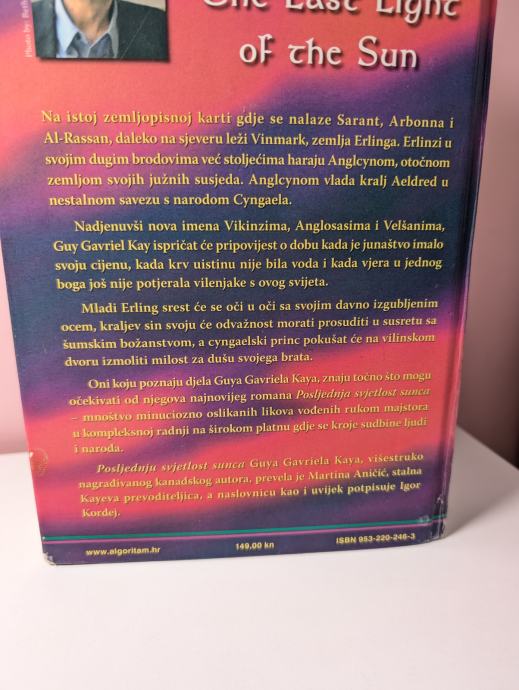 Photo by: Beth
The Last Light
of the Sun
Na istoj zemljopisnoj karti gdje se nalaze Sarant, Arbonna i
Al-Rassan, daleko na sjeveru leži Vinmark, zemlja Erlinga. Erlinzi u
svojim dugim brodovima već stoljećima haraju Anglcynom, otočnom
zemljom svojih južnih susjeda. Anglcynom vlada kralj Aeldred u
nestalnom savezu s narodom Cyngaela.
Nadjenuvši nova imena Vikinzima, Anglosasima i Velšanima,
Guy Gavriel Kay ispričat će pripovijest o dobu kada je junaštvo imalo
svoju cijenu, kada krv uistinu nije bila voda i kada vjera u jednog
boga još nije potjerala vilenjake s ovog svijeta.
Mladi Erling srest će se oči u oči sa svojim davno izgubljenim
ocem, kraljev sin svoju će odvažnost morati prosuditi u susretu sa
šumskim božanstvom, a cyngaelski princ pokušat će na vilinskom
dvoru izmoliti milost za dušu svojega brata.
Oni koju poznaju djela Guya Gavriela Kaya, znaju točno što mogu
očekivati od njegova najnovijeg romana Posljednja svjetlost sunca
– mnoštvo minuciozno oslikanih likova vođenih rukom majstora
u kompleksnoj radnji na širokom platnu gdje se kroje sudbine ljudi
i naroda.
Posljednju svjetlost sunca Guya Gavriela Kaya, višestruko
nagrađivanog kanadskog autora, prevela je Martina Aničić, stalna
Kayeva prevoditeljica, a naslovnicu kao i uvijek potpisuje Igor
Kordej.
www.algoritam.hr 149,00 kn ISBN 953-220-246-3